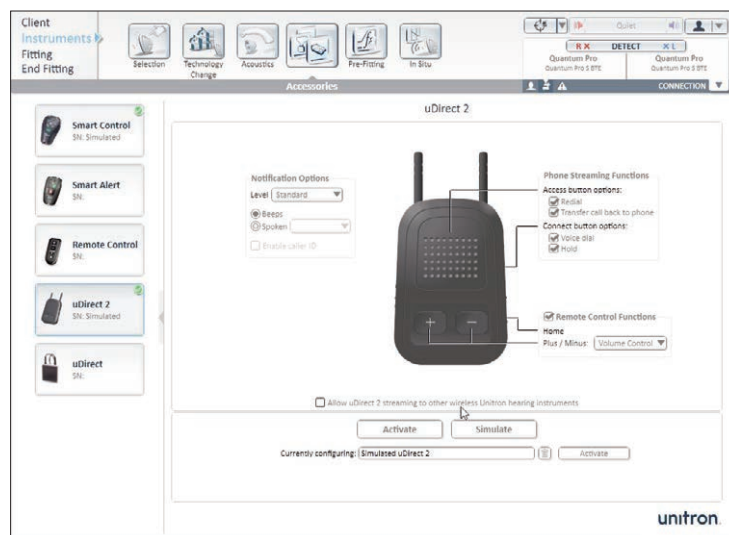 Client
Instruments
Fitting
End Fitting
Selection
Technology Change
Acoustics
Pre-Fitting
In Situ
Accessories
Quiet
R X DETECT X L
Quantum Pro
Quantum Pro S BTE
Quantum Pro
Quantum Pro S BTE
CONNECTION
Smart Control
SN: Simulated
Smart Alert
SN:
Remote Control
SN:
uDirect 2
SN: Simulated
uDirect
SN:
uDirect 2
Notification Options
Level Standard
Beeps
Spoken
Enable caller ID
Phone Streaming Functions
Access button options:
Redial
Transfer call back to phone
Connect button options:
Voice dial
Hold
Remote Control Functions
Home
Plus / Minus: Volume Control
+ −
Allow uDirect 2 streaming to other wireless Unitron hearing instruments
Activate Simulate
Currently configuring: Simulated uDirect 2 Activate
unitron.